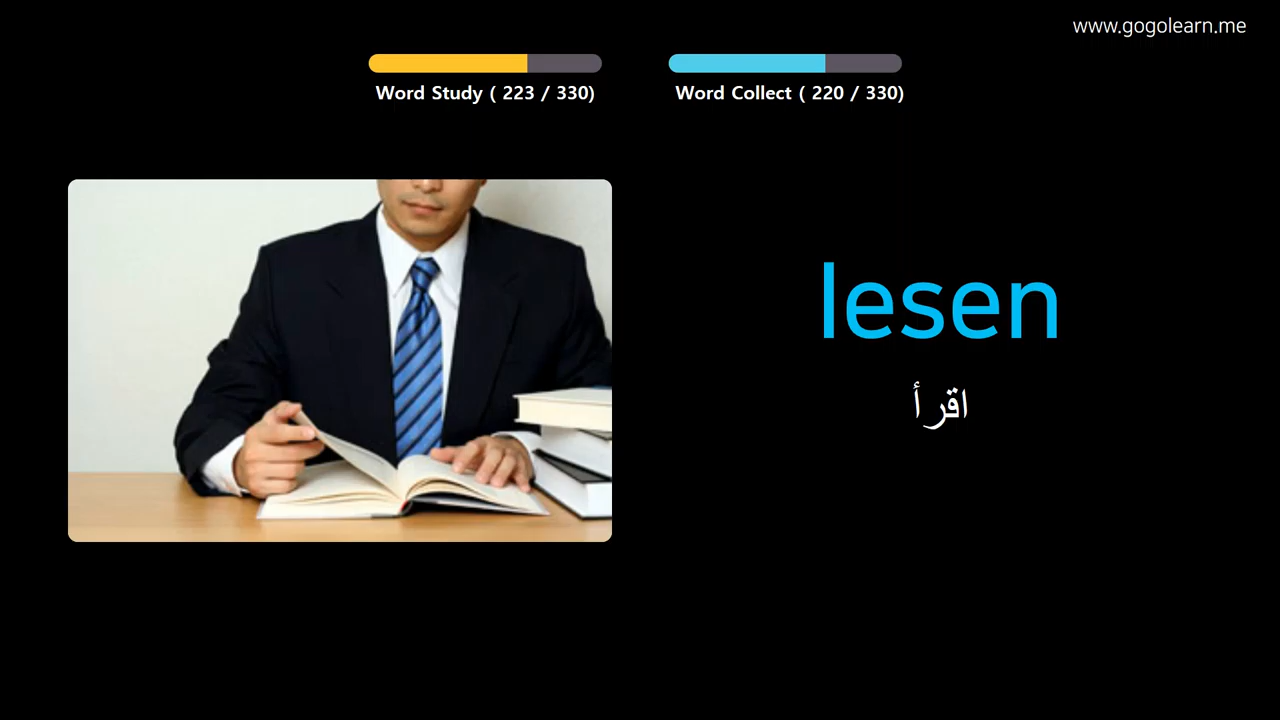 www.gogolearn.me
Word Study ( 223 / 330)
Word Collect ( 220 / 330)
lesen
اقرأ